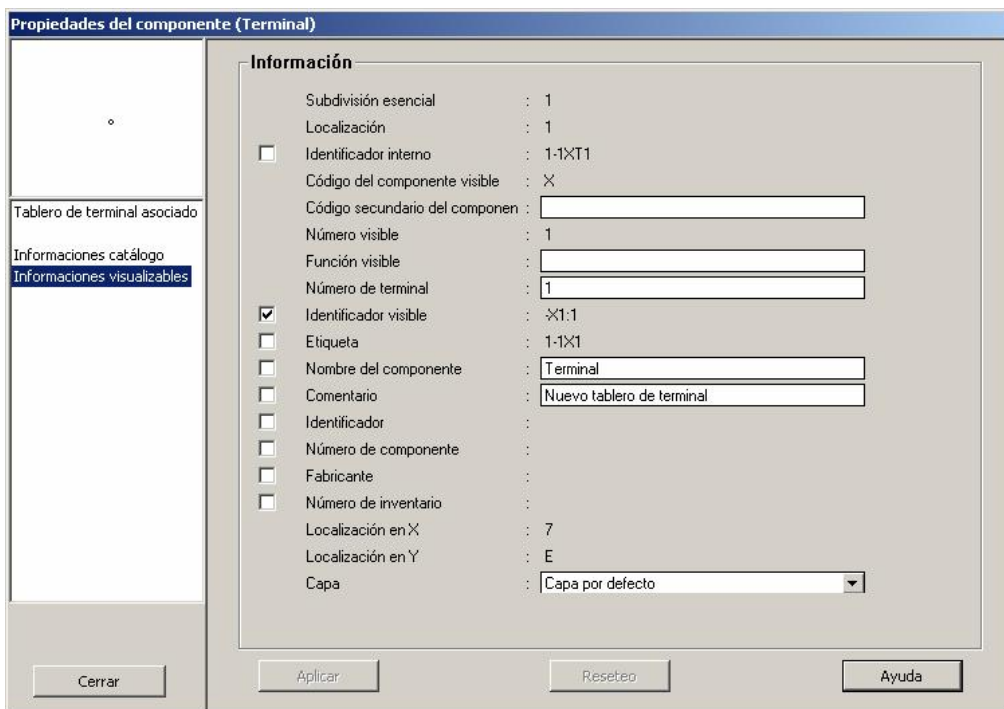 Propiedades del componente (Terminal)
Tablero de terminal asociado
Informaciones catálogo
Informaciones visualizables
Cerrar
Información
Subdivisión esencial : 1
Localización : 1
Identificador interno : 1-1XT1
Código del componente visible : X
Código secundario del componen :
Número visible : 1
Función visible :
Número de terminal : 1
Identificador visible : -X1:1
Etiqueta : 1-1X1
Nombre del componente : Terminal
Comentario : Nuevo tablero de terminal
Identificador :
Número de componente :
Fabricante :
Número de inventario :
Localización en X : 7
Localización en Y : E
Capa : Capa por defecto
Aplicar Reseteo Ayuda